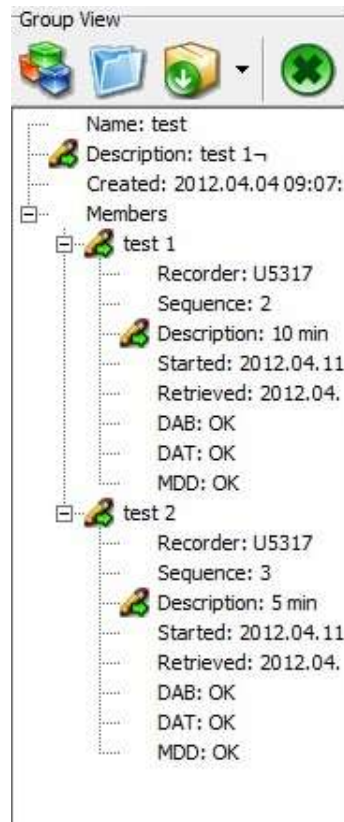 Group View
Name: test
Description: test 1¬
Created: 2012.04.04 09:07:
Members
test 1
Recorder: U5317
Sequence: 2
Description: 10 min
Started: 2012.04.11
Retrieved: 2012.04.
DAB: OK
DAT: OK
MDD: OK
test 2
Recorder: U5317
Sequence: 3
Description: 5 min
Started: 2012.04.11
Retrieved: 2012.04.
DAB: OK
DAT: OK
MDD: OK